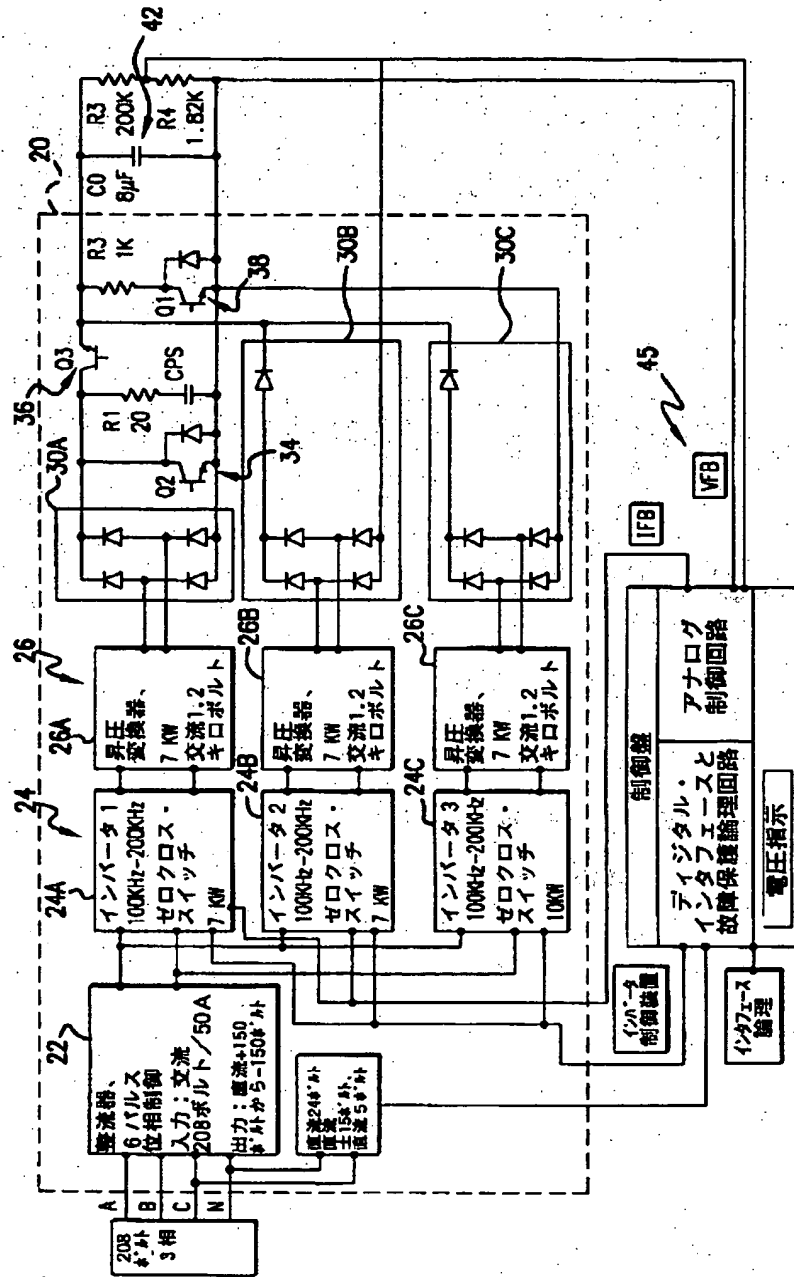 208
ボルト
3 相
A
B
C
N
22
整流器、
6 パルス
位相制御
入力；交流
208ボルト/50A
出力；直流+150
ボルトから-150ボルト
直流24ボルト
直流
±15ボルト、
直流5ボルト
24
24A
インバータ 1
100KHz-200KHz
ゼロクロス・
スイッチ
7 KW
24B
インバータ 2
100KHz-200KHz
ゼロクロス・
スイッチ
7 KW
24C
インバータ 3
100KHz-200KHz
ゼロクロス・
スイッチ
10KW
26
26A
昇圧
変換器、
7 KW
交流1.2
キロボルト
26B
昇圧
変換器、
7 KW
交流1.2
キロボルト
26C
昇圧
変換器、
7 KW
交流1.2
キロボルト
30A
30B
30C
36
Q3
R1
20
CPS
Q2
34
R3
1K
Q1
38
20
C0
8μF
R3
200K
R4
1.82K
42
45
IFB
VFB
インバータ
制御装置
インタフェース
論理
制御盤
ディジタル・
インタフェースと
故障保護論理回路
アナログ
制御回路
電圧指示